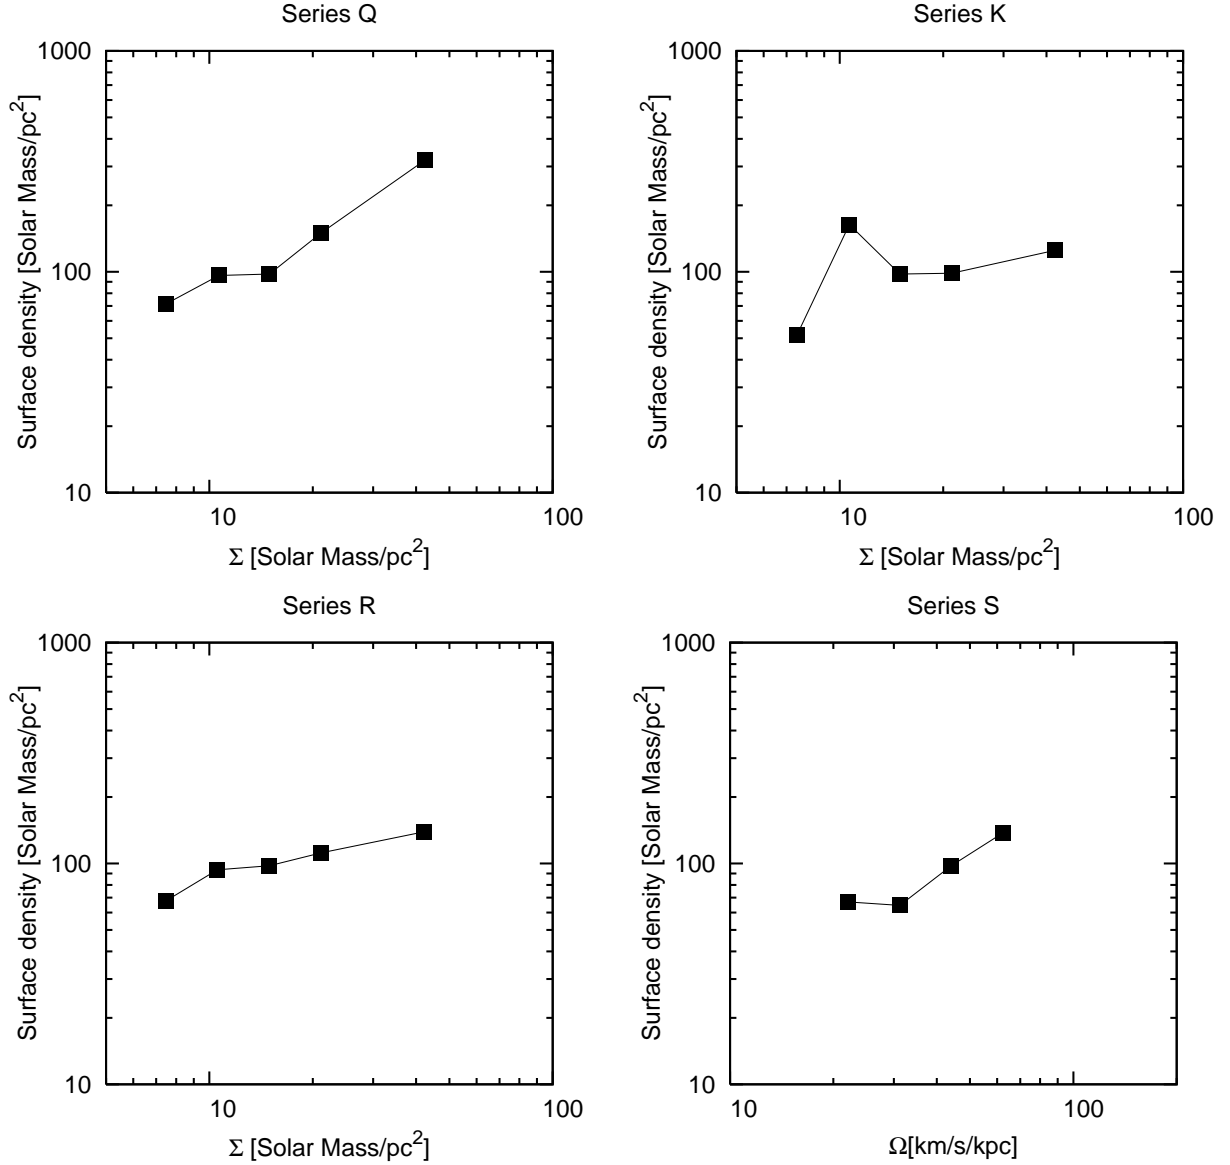 Series Q
1000
100
10
Surface density [Solar Mass/pc²]
10 100
Σ [Solar Mass/pc²]
Series K
1000
100
10
Surface density [Solar Mass/pc²]
10 100
Σ [Solar Mass/pc²]
Series R
1000
100
10
Surface density [Solar Mass/pc²]
10 100
Σ [Solar Mass/pc²]
Series S
1000
100
10
Surface density [Solar Mass/pc²]
10 100
Ω[km/s/kpc]